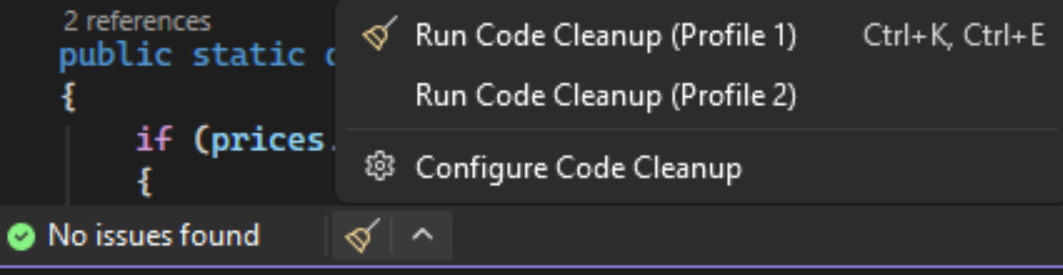 2 references
public static
{
if (prices.
{
Run Code Cleanup (Profile 1) Ctrl+K, Ctrl+E
Run Code Cleanup (Profile 2)
Configure Code Cleanup
No issues found